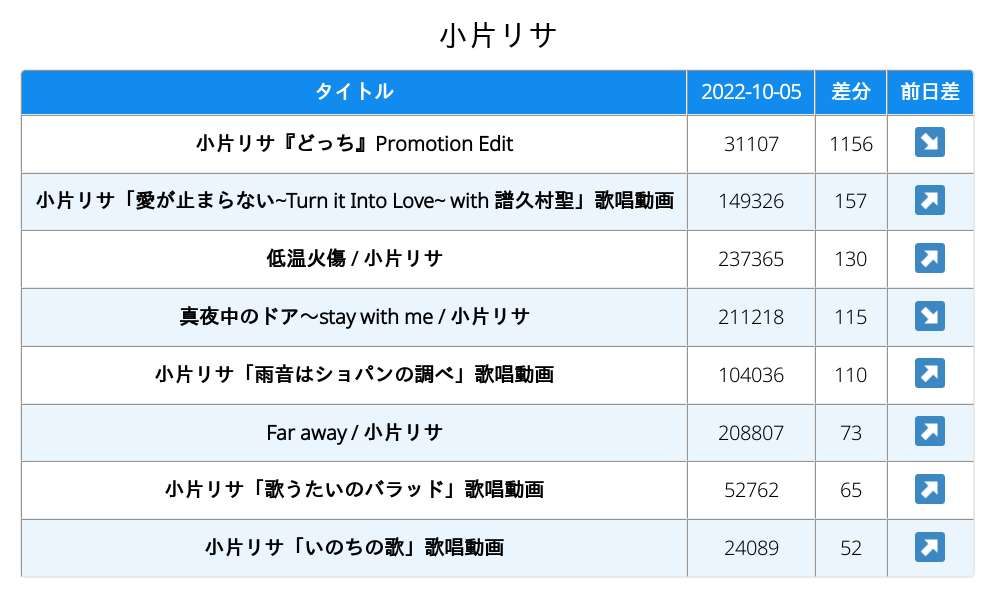 小片リサ
タイトル 2022-10-05 差分 前日差
小片リサ『どっち』Promotion Edit 31107 1156 ↘
小片リサ「愛が止まらない~Turn it Into Love~ with 譜久村聖」歌唱動画 149326 157 ↗
低温火傷 / 小片リサ 237365 130 ↗
真夜中のドア〜stay with me / 小片リサ 211218 115 ↘
小片リサ「雨音はショパンの調べ」歌唱動画 104036 110 ↗
Far away / 小片リサ 208807 73 ↗
小片リサ「歌うたいのバラッド」歌唱動画 52762 65 ↗
小片リサ「いのちの歌」歌唱動画 24089 52 ↗